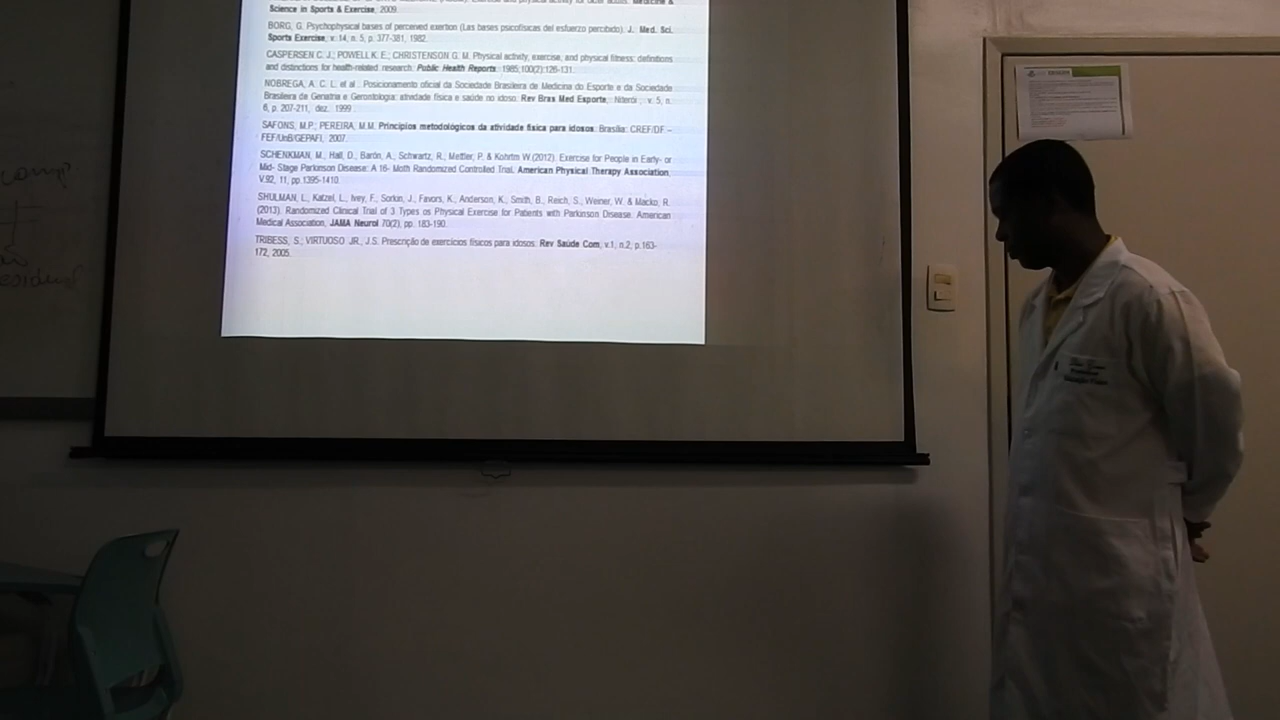 Science in Sports & Exercise, 2009.
BORG, G. Psychophysical bases of perceived exertion (Las bases psicofísicas del esfuerzo percibido). J. Med. Sci.
Sports Exercise, v. 14, n. 5, p. 377-381, 1982.
CASPERSEN C. J.; POWELL K. E.; CHRISTENSON G. M. Physical activity, exercise, and physical fitness: definitions
and distinctions for health-related research. Public Health Reports. 1985;100(2):126-131.
NOBREGA, A. C. L. et al . Posicionamento oficial da Sociedade Brasileira de Medicina do Esporte e da Sociedade
Brasileira de Geriatria e Gerontologia: atividade física e saúde no idoso. Rev Bras Med Esporte, Niterói , v. 5, n.
6, p. 207-211, dez. 1999 .
SAFONS, M.P.; PEREIRA, M.M. Princípios metodológicos da atividade física para idosos. Brasília: CREF/DF –
FEF/UnB/GEPAFI, 2007.
SCHENKMAN, M., Hall, D., Barón, A., Schwartz, R., Mettler, P. & Kohrtm W.(2012). Exercise for People in Early- or
Mid- Stage Parkinson Disease: A 16- Moth Randomized Controlled Trial. American Physical Therapy Association,
V.92, 11, pp.1395-1410.
SHULMAN, L., Katzel, L., Ivey, F., Sorkin, J., Favors, K., Anderson, K., Smith, B., Reich, S., Weiner, W. & Macko, R.
(2013). Randomized Clinical Trial of 3 Types os Physical Exercise for Patients with Parkinson Disease. American
Medical Association, JAMA Neurol 70(2), pp. 183-190.
TRIBESS, S.; VIRTUOSO JR., J.S. Prescrição de exercícios físicos para idosos. Rev Saúde Com, v.1, n.2, p.163-
172, 2005.